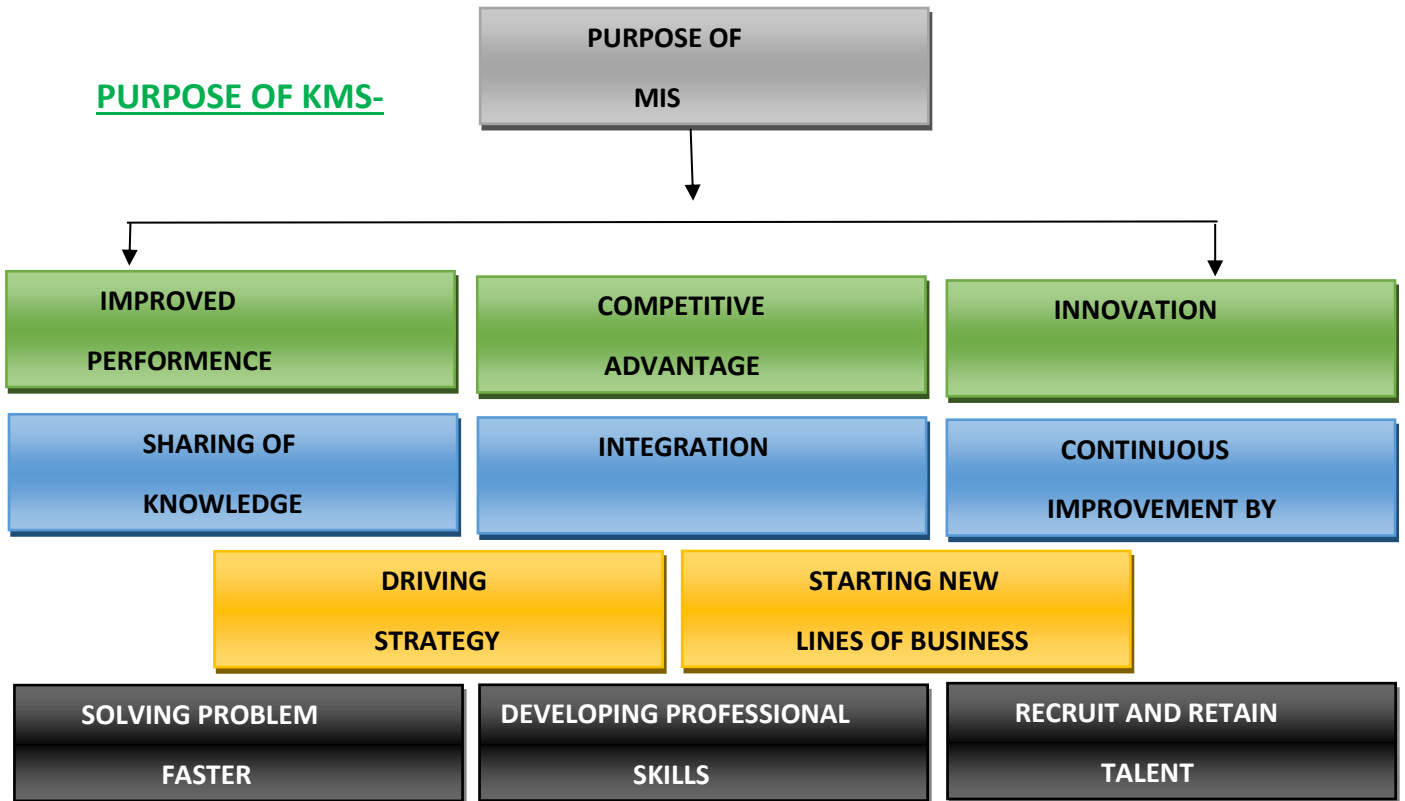 PURPOSE OF
MIS
PURPOSE OF KMS-
IMPROVED
PERFORMENCE
COMPETITIVE
ADVANTAGE
INNOVATION
SHARING OF
KNOWLEDGE
INTEGRATION
CONTINUOUS
IMPROVEMENT BY
DRIVING
STRATEGY
STARTING NEW
LINES OF BUSINESS
SOLVING PROBLEM
FASTER
DEVELOPING PROFESSIONAL
SKILLS
RECRUIT AND RETAIN
TALENT